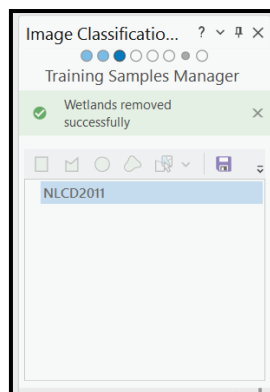 Image Classificatio... ?
Training Samples Manager
Wetlands removed
successfully
NLCD2011